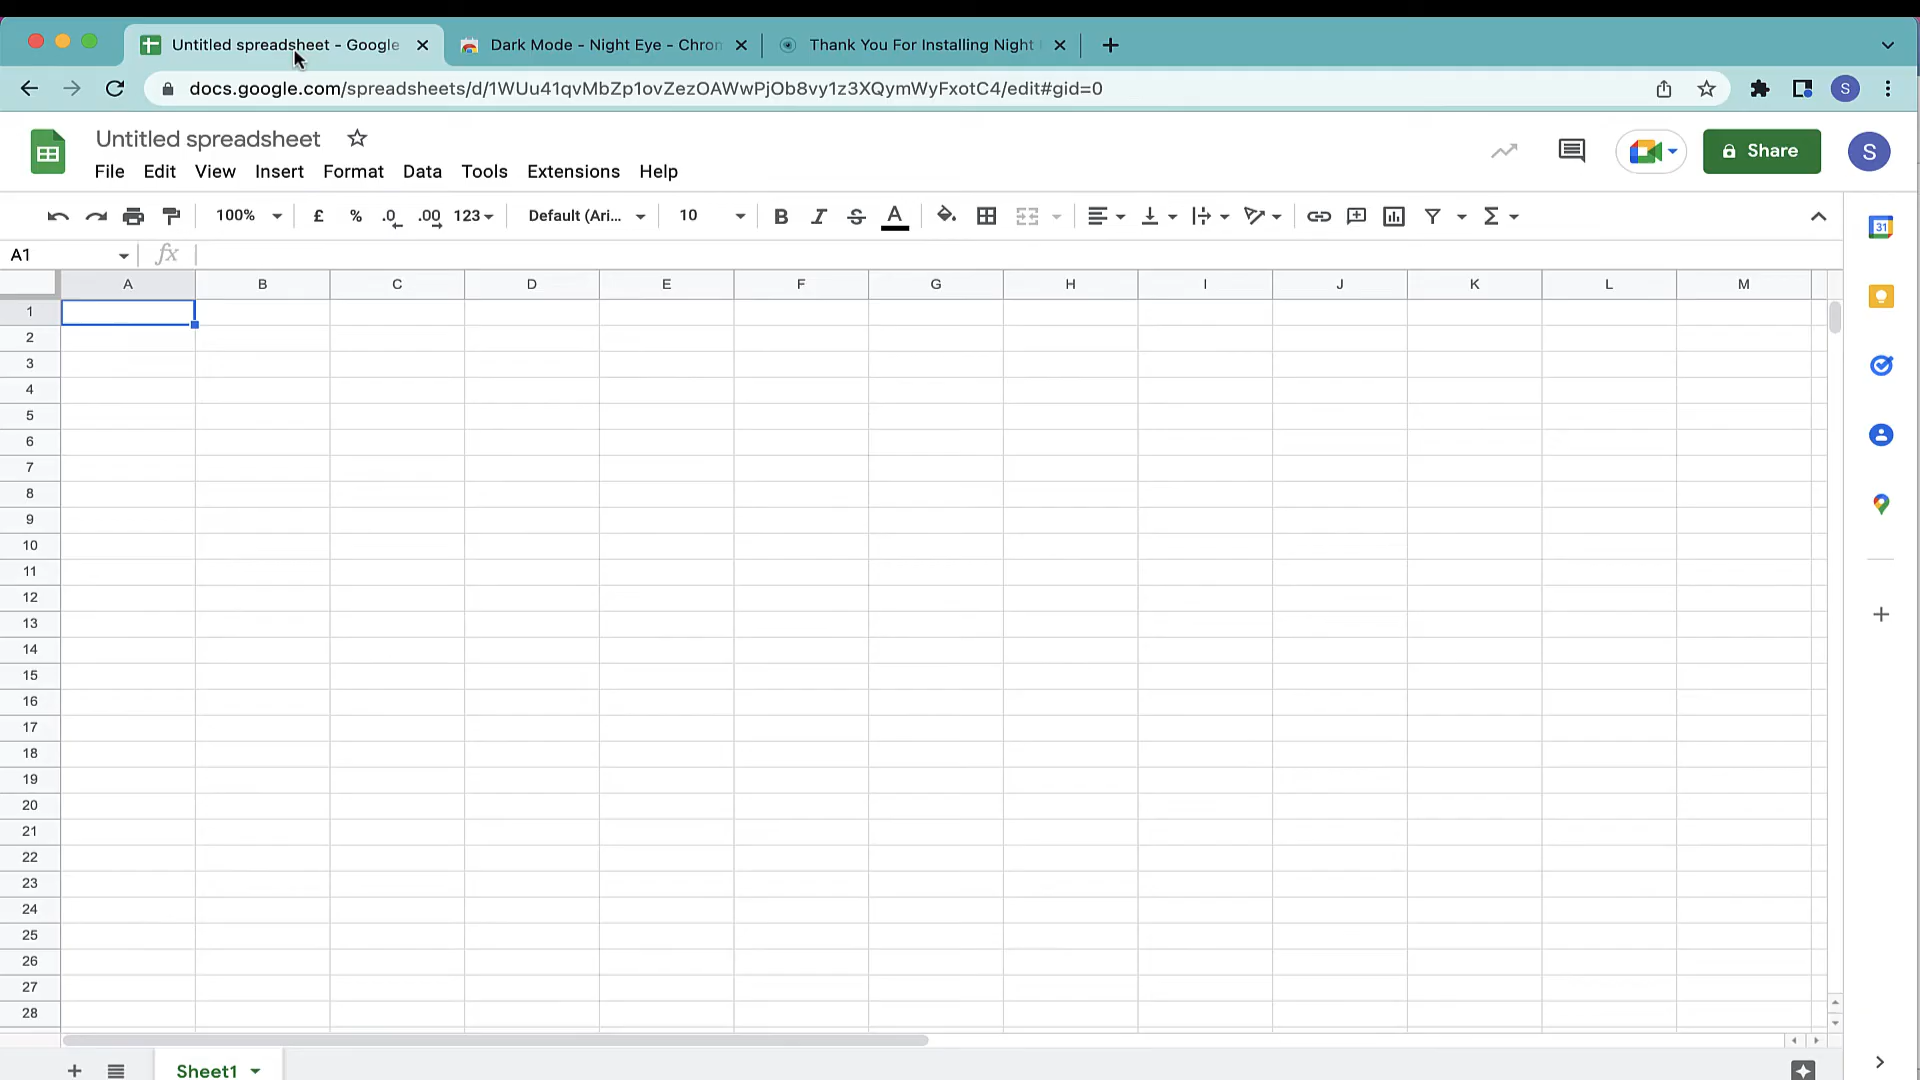 Untitled spreadsheet - Google
Dark Mode - Night Eye - Chron
Thank You For Installing Night
docs.google.com/spreadsheets/d/1WUu41qvMbZp1ovZezOAWwPjOb8vy1z3XQymWyFxotC4/edit#gid=0
S
Untitled spreadsheet
File Edit View Insert Format Data Tools Extensions Help
Share
S
100% £ % .0 .00 123 Default (Ari... 10 B I S A Σ
31
A1 fx
A B C D E F G H I J K L M
1
2
3
4
5
6
7
8
9
10
11
12
13
14
15
16
17
18
19
20
21
22
23
24
25
26
27
28
Sheet1